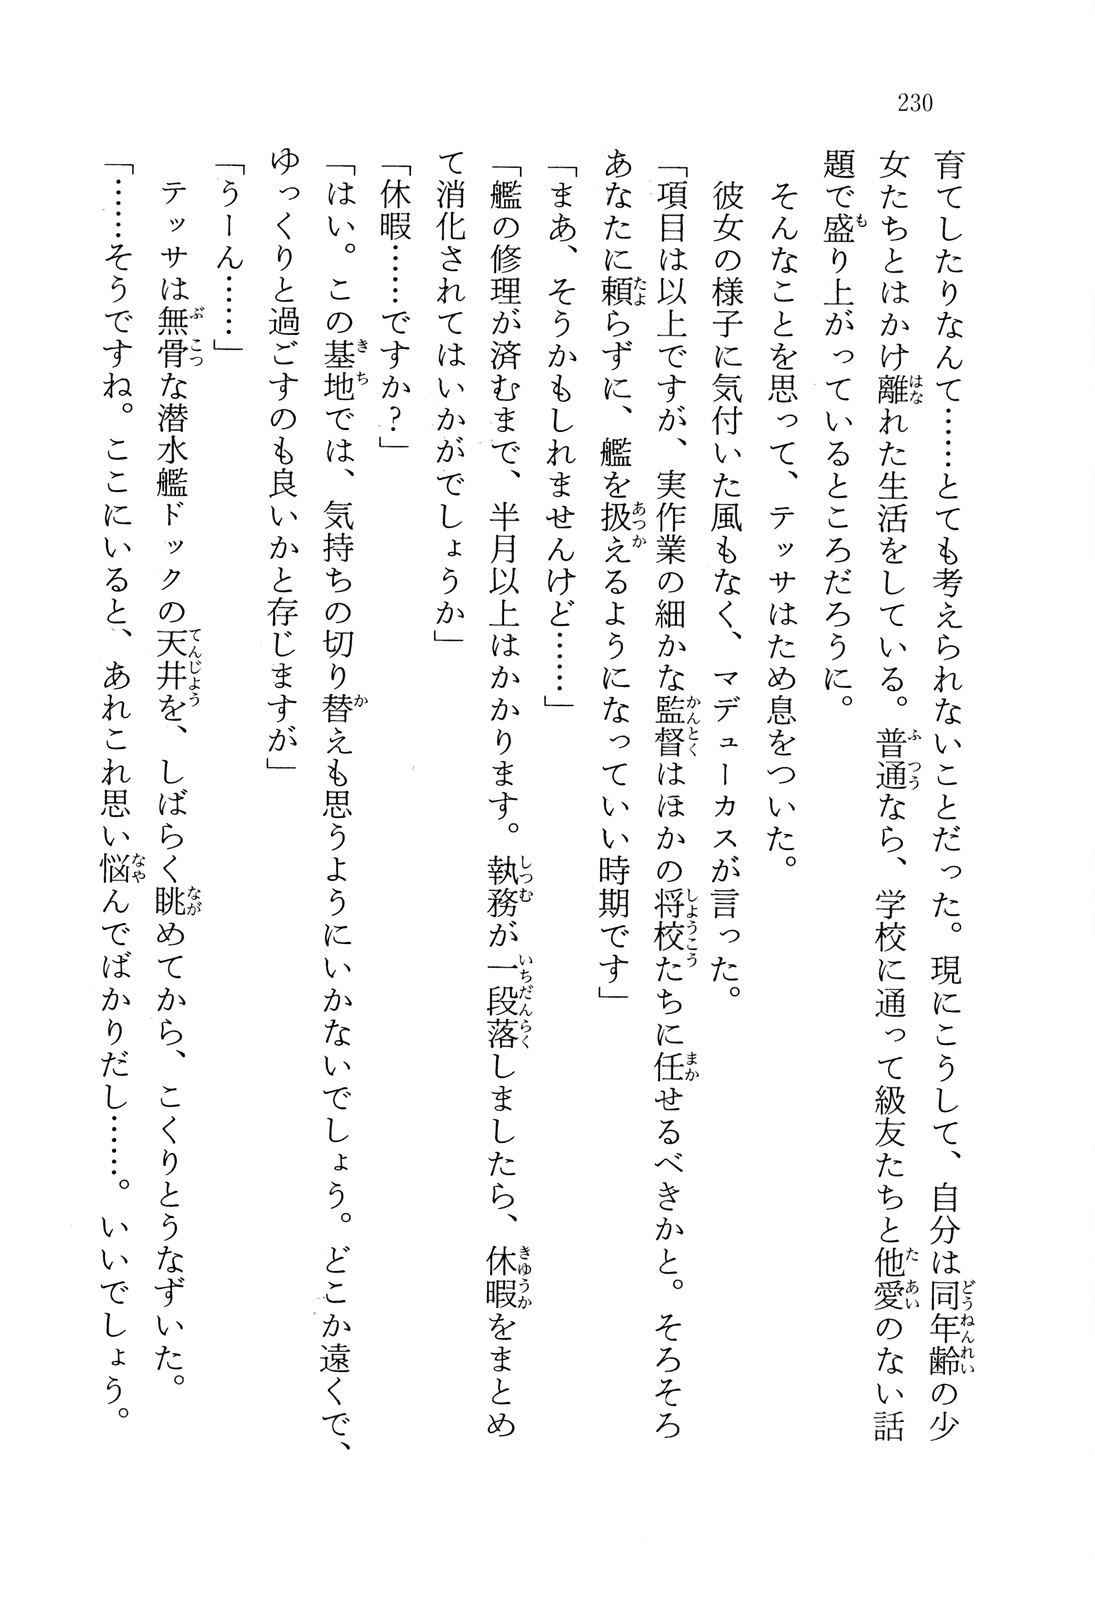 230
育てしたりなんて……とても考えられないことだった。現にこうして、自分は同年齢の少
女たちとはかけ離れた生活をしている。普通なら、学校に通って級友たちと他愛のない話
題で盛り上がっているところだろうに。
そんなことを思って、テッサはため息をついた。
彼女の様子に気付いた風もなく、マデューカスが言った。
「項目は以上ですが、実作業の細かな監督はほかの将校たちに任せるべきかと。そろそろ
あなたに頼らずに、艦を扱えるようになっていい時期です」
「まあ、そうかもしれませんけど……」
「艦の修理が済むまで、半月以上はかかります。執務が一段落しましたら、休暇をまとめ
て消化されてはいかがでしょうか」
「休暇……ですか？」
「はい。この基地では、気持ちの切り替えも思うようにいかないでしょう。どこか遠くで、
ゆっくりと過ごすのも良いかと存じますが」
「うーん……」
テッサは無骨な潜水艦ドックの天井を、しばらく眺めてから、こくりとうなずいた。
「……そうですね。ここにいると、あれこれ思い悩んでばかりだし……。いいでしょう。